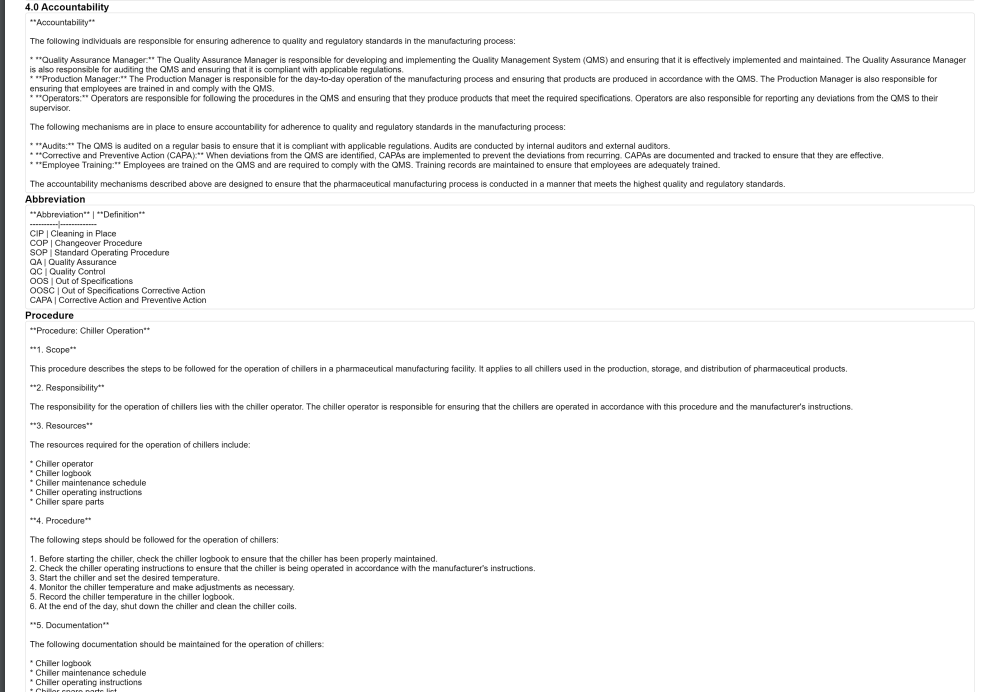 4.0 Accountability
**Accountability**
The following individuals are responsible for ensuring adherence to quality and regulatory standards in the manufacturing process:
* **Quality Assurance Manager:** The Quality Assurance Manager is responsible for developing and implementing the Quality Management System (QMS) and ensuring that it is effectively implemented and maintained. The Quality Assurance Manager
is also responsible for auditing the QMS and ensuring that it is compliant with applicable regulations.
* **Production Manager:** The Production Manager is responsible for the day-to-day operation of the manufacturing process and ensuring that products are produced in accordance with the QMS. The Production Manager is also responsible for
ensuring that employees are trained in and comply with the QMS.
* **Operators:** Operators are responsible for following the procedures in the QMS and ensuring that they produce products that meet the required specifications. Operators are also responsible for reporting any deviations from the QMS to their
supervisor.
The following mechanisms are in place to ensure accountability for adherence to quality and regulatory standards in the manufacturing process:
* **Audits:** The QMS is audited on a regular basis to ensure that it is compliant with applicable regulations. Audits are conducted by internal auditors and external auditors.
* **Corrective and Preventive Action (CAPA):** When deviations from the QMS are identified, CAPAs are implemented to prevent the deviations from recurring. CAPAs are documented and tracked to ensure that they are effective.
* **Employee Training:** Employees are trained on the QMS and are required to comply with the QMS. Training records are maintained to ensure that employees are adequately trained.
The accountability mechanisms described above are designed to ensure that the pharmaceutical manufacturing process is conducted in a manner that meets the highest quality and regulatory standards.
Abbreviation
**Abbreviation** | **Definition**
----------|-------------
CIP | Cleaning in Place
COP | Changeover Procedure
SOP | Standard Operating Procedure
QA | Quality Assurance
QC | Quality Control
OOS | Out of Specifications
OOSC | Out of Specifications Corrective Action
CAPA | Corrective Action and Preventive Action
Procedure
**Procedure: Chiller Operation**
**1. Scope**
This procedure describes the steps to be followed for the operation of chillers in a pharmaceutical manufacturing facility. It applies to all chillers used in the production, storage, and distribution of pharmaceutical products.
**2. Responsibility**
The responsibility for the operation of chillers lies with the chiller operator. The chiller operator is responsible for ensuring that the chillers are operated in accordance with this procedure and the manufacturer's instructions.
**3. Resources**
The resources required for the operation of chillers include:
* Chiller operator
* Chiller logbook
* Chiller maintenance schedule
* Chiller operating instructions
* Chiller spare parts
**4. Procedure**
The following steps should be followed for the operation of chillers:
1. Before starting the chiller, check the chiller logbook to ensure that the chiller has been properly maintained.
2. Check the chiller operating instructions to ensure that the chiller is being operated in accordance with the manufacturer's instructions.
3. Start the chiller and set the desired temperature.
4. Monitor the chiller temperature and make adjustments as necessary.
5. Record the chiller temperature in the chiller logbook.
6. At the end of the day, shut down the chiller and clean the chiller coils.
**5. Documentation**
The following documentation should be maintained for the operation of chillers:
* Chiller logbook
* Chiller maintenance schedule
* Chiller operating instructions
* Chiller spare parts list